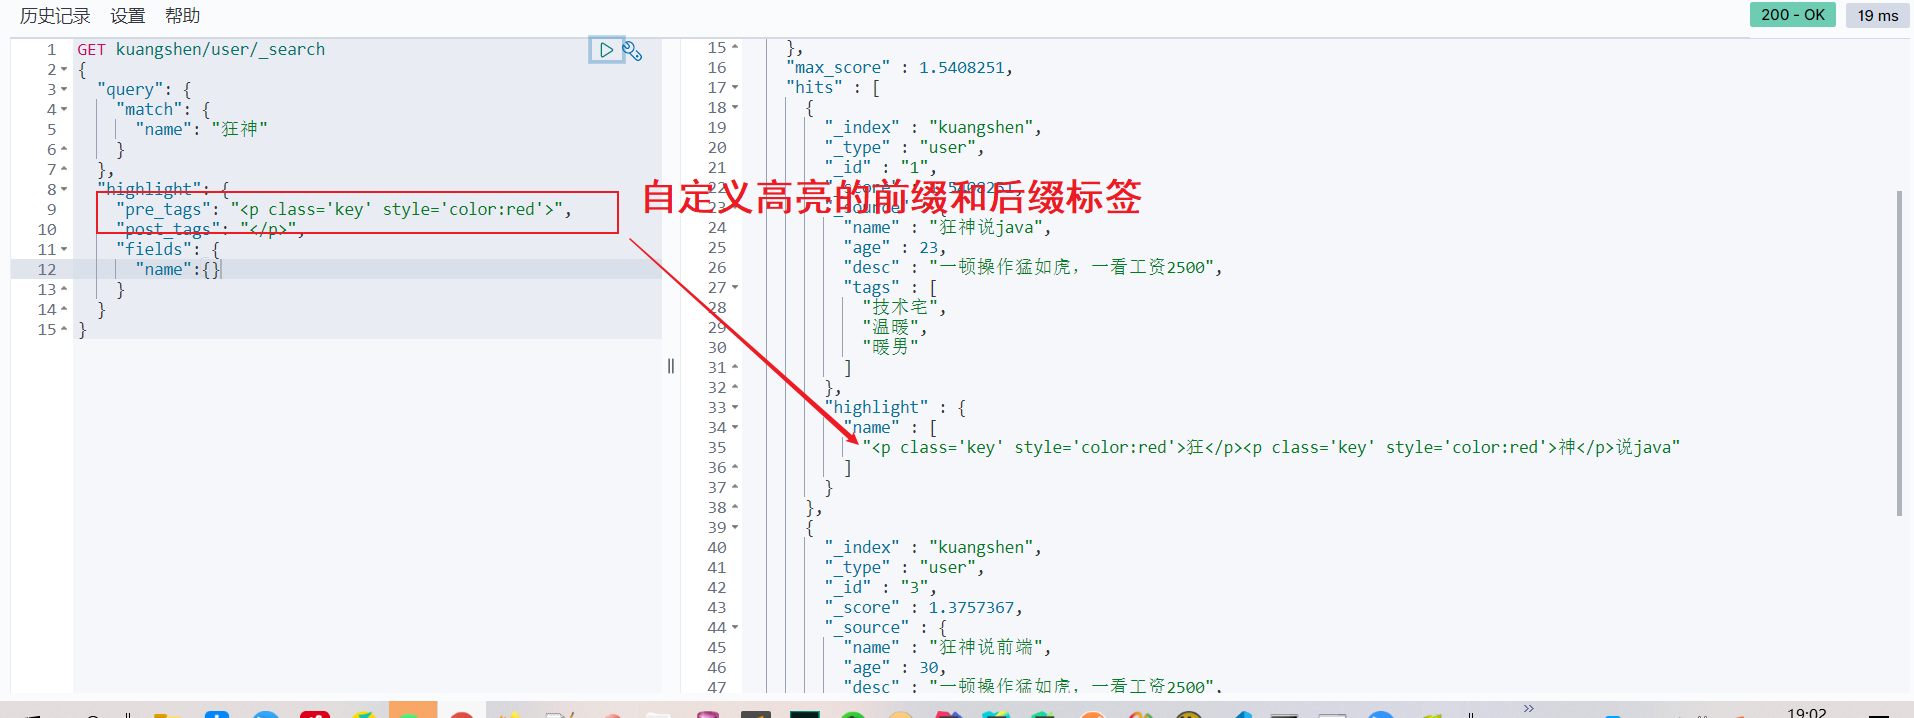 历史记录 设置 帮助
200 - OK 19 ms
1 GET kuangshen/user/_search
2 {
3 "query": {
4 "match": {
5 "name": "狂神"
6 }
7 },
8 "highlight": {
9 "pre_tags": "<p class='key' style='color:red'>",
10 "post_tags": "</p>",
11 "fields": {
12 "name":{}
13 }
14 }
15 }
自定义高亮的前缀和后缀标签
15 },
16 "max_score" : 1.5408251,
17 "hits" : [
18 {
19 "_index" : "kuangshen",
20 "_type" : "user",
21 "_id" : "1",
22 "_score" : 1.5408251,
23 "_source" : {
24 "name" : "狂神说java",
25 "age" : 23,
26 "desc" : "一顿操作猛如虎，一看工资2500",
27 "tags" : [
28 "技术宅",
29 "温暖",
30 "暖男"
31 ]
32 },
33 "highlight" : {
34 "name" : [
35 "<p class='key' style='color:red'>狂</p><p class='key' style='color:red'>神</p>说java"
36 ]
37 }
38 },
39 {
40 "_index" : "kuangshen",
41 "_type" : "user",
42 "_id" : "3",
43 "_score" : 1.3757367,
44 "_source" : {
45 "name" : "狂神说前端",
46 "age" : 30,
47 "desc" : "一顿操作猛如虎，一看工资2500",
19:02